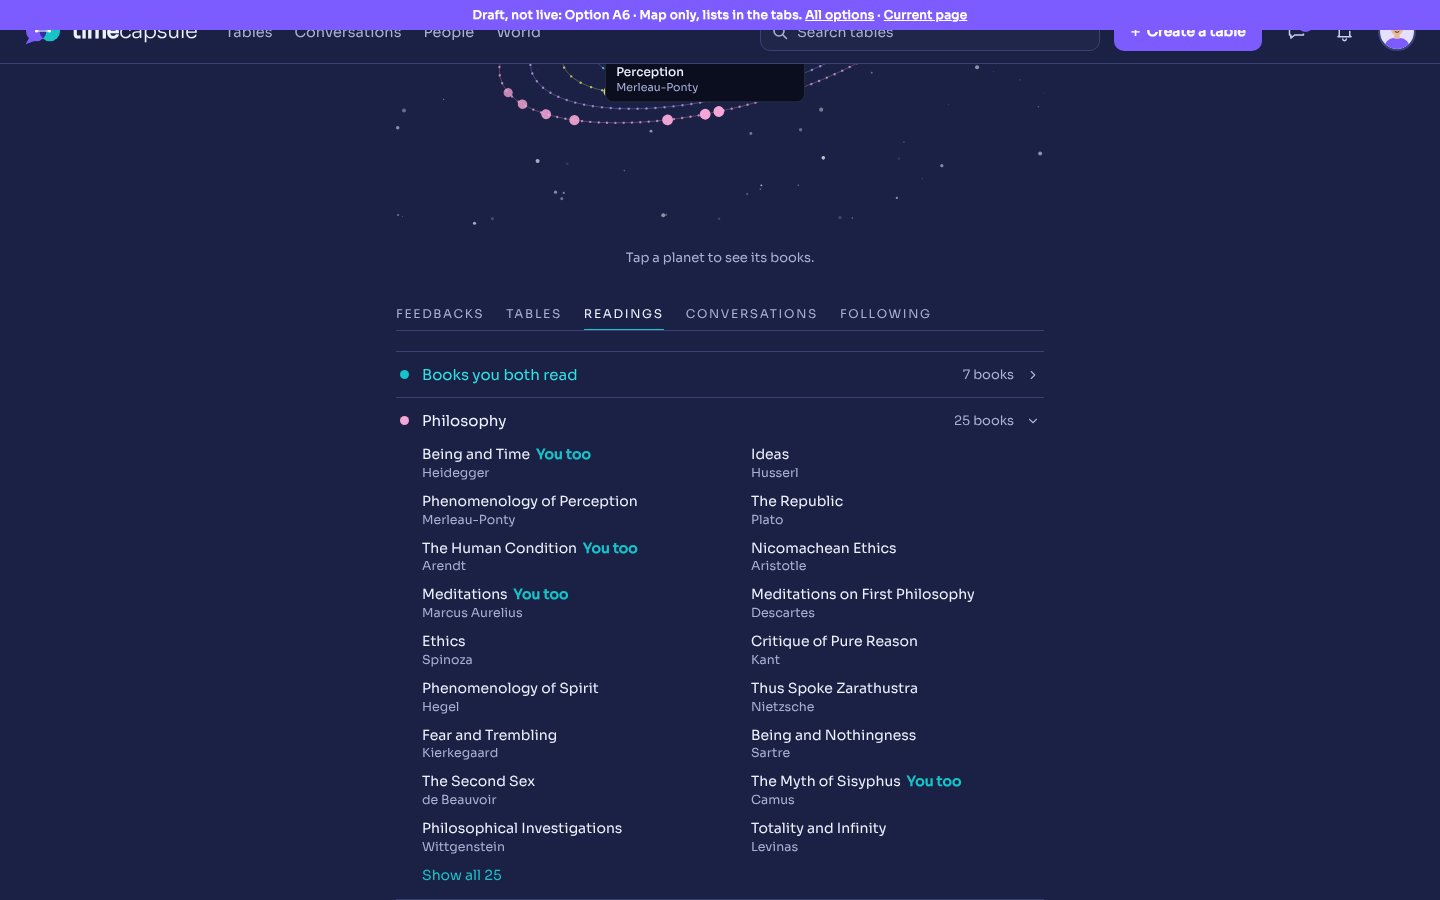 Draft, not live: Option A6 · Map only, lists in the tabs. All options · Current page
timecapsule Tables Conversations People World Search tables + Create a table
Perception
Merleau-Ponty
Tap a planet to see its books.
FEEDBACKS TABLES READINGS CONVERSATIONS FOLLOWING
Books you both read 7 books
Philosophy 25 books
Being and Time You too
Heidegger
Ideas
Husserl
Phenomenology of Perception
Merleau-Ponty
The Republic
Plato
The Human Condition You too
Arendt
Nicomachean Ethics
Aristotle
Meditations You too
Marcus Aurelius
Meditations on First Philosophy
Descartes
Ethics
Spinoza
Critique of Pure Reason
Kant
Phenomenology of Spirit
Hegel
Thus Spoke Zarathustra
Nietzsche
Fear and Trembling
Kierkegaard
Being and Nothingness
Sartre
The Second Sex
de Beauvoir
The Myth of Sisyphus You too
Camus
Philosophical Investigations
Wittgenstein
Totality and Infinity
Levinas
Show all 25